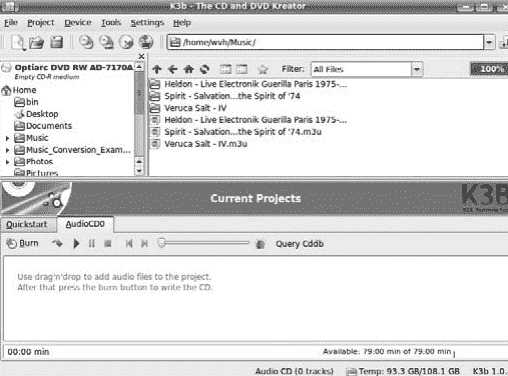 K3b - The CD and DVD Kreator
File Project Device Tools Settings Help
/home/wvh/Music/
Optiarc DVD RW AD-7170A
Empty CD-R medium
Filter: All Files 100%
Home
bin
Desktop
Documents
Music
Music_Conversion_Exam...
Photos
Pictures
Heldon - Live Electronik Guerilla Paris 1975-...
Spirit - Salvation...the Spirit of '74
Veruca Salt - IV
Heldon - Live Electronik Guerilla Paris 1975-...
Spirit - Salvation...the Spirit of '74.m3u
Veruca Salt - IV.m3u
Current Projects
K3B
Quickstart AudioCD0
Burn Query Cddb
Use drag'n'drop to add audio files to the project.
After that press the burn button to write the CD.
00:00 min Available: 79:00 min of 79:00 min
Audio CD (0 tracks) Temp: 93.3 GB/108.1 GB K3b 1.0.